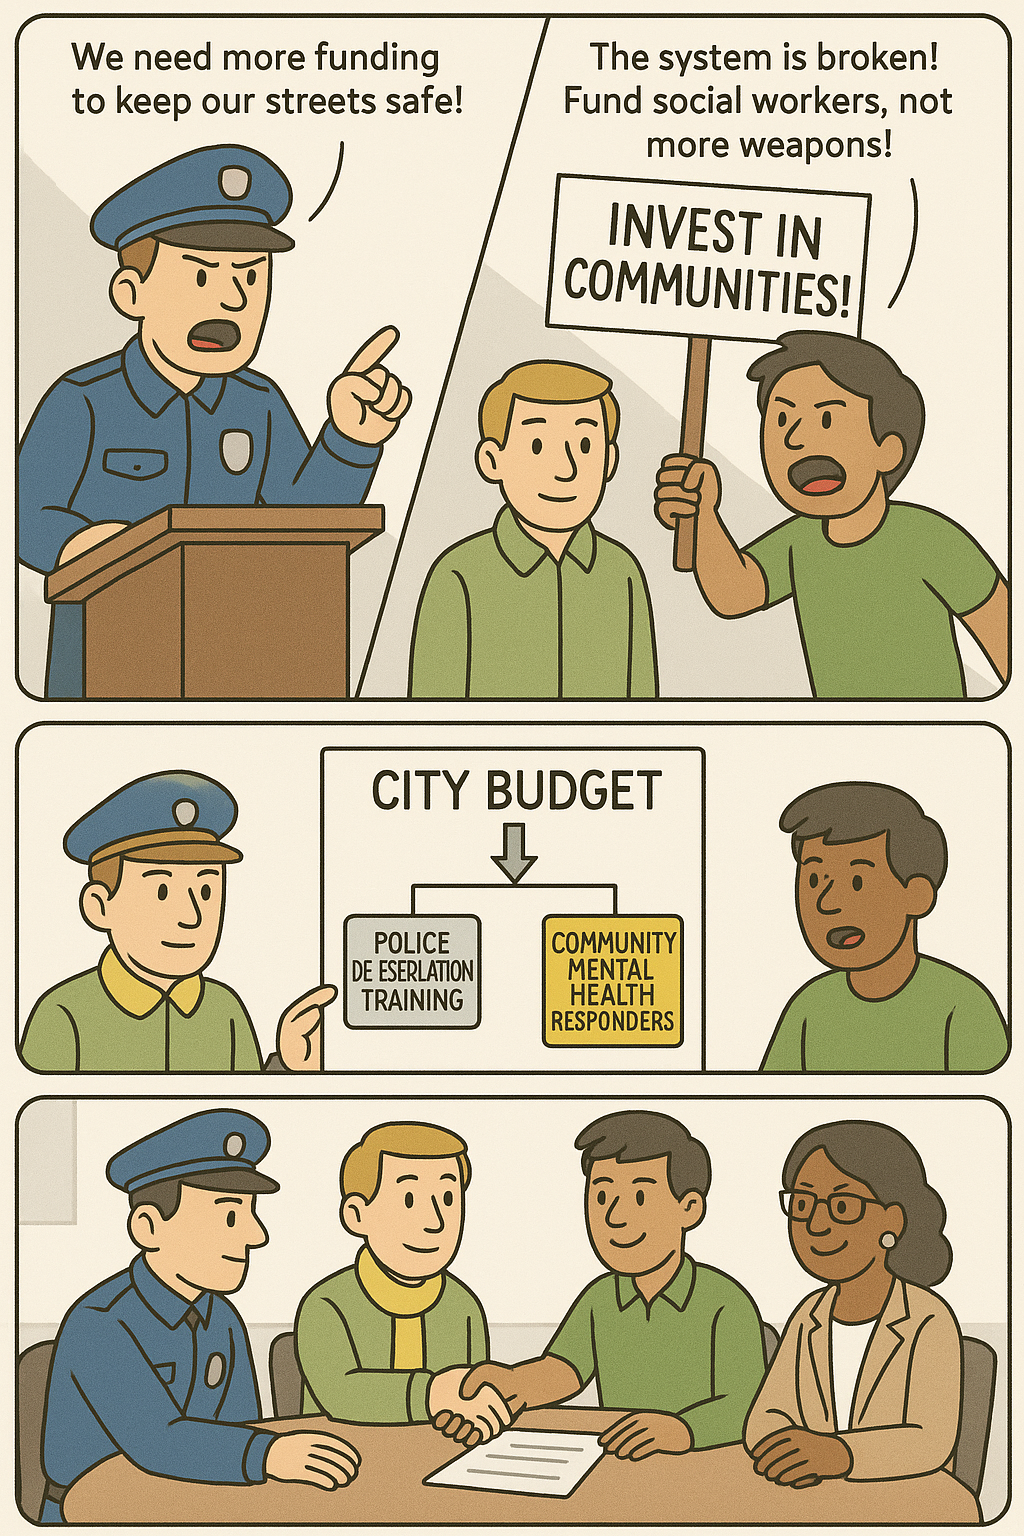 We need more funding
to keep our streets safe!
The system is broken!
Fund social workers, not
more weapons!
INVEST IN
COMMUNITIES!
CITY BUDGET
POLICE
DE ESERLATION
TRAINING
COMMUNITY
MENTAL
HEALTH
RESPONDERS